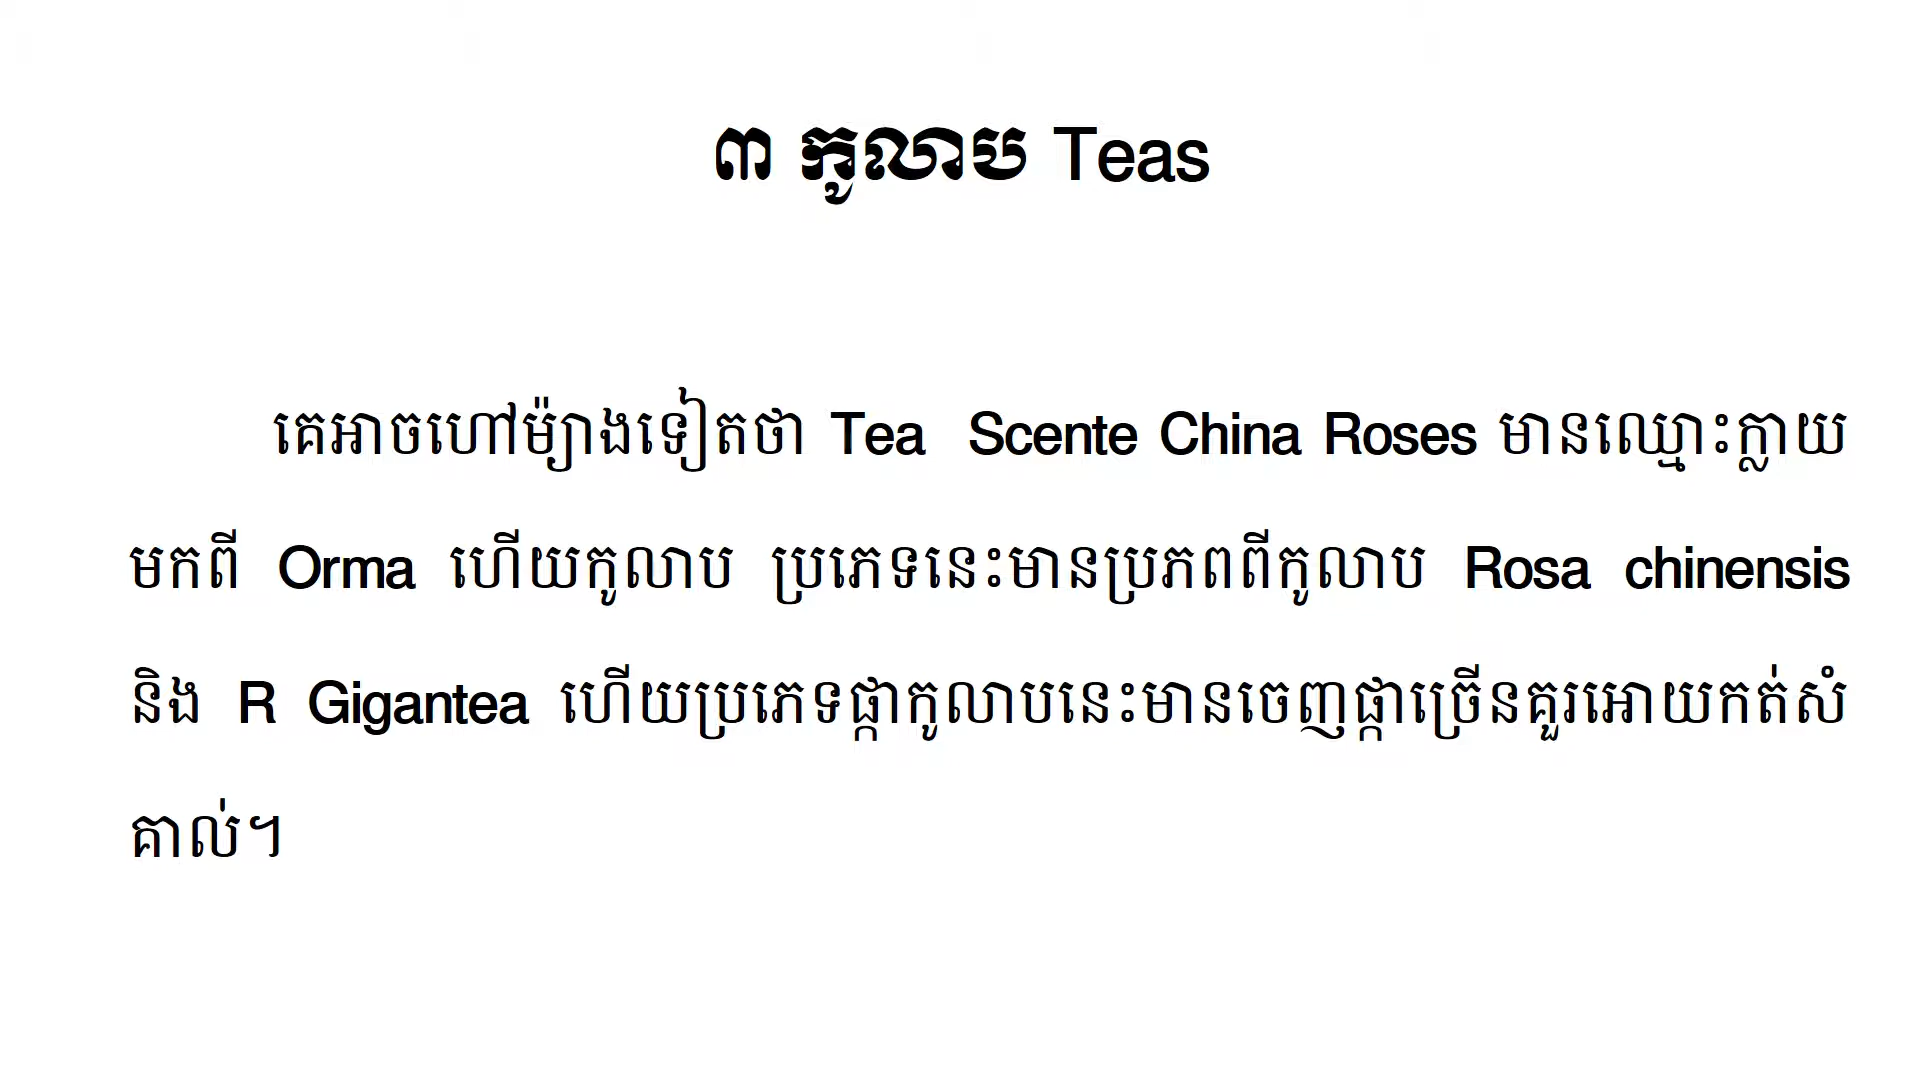 ៣ កូលាប Teas
គេអាចហៅម៉្យាងទៀតថា Tea Scente China Roses មានឈ្មោះក្លាយ
មកពី Orma ហើយកូលាប ប្រភេទនេះមានប្រភពពីកូលាប Rosa chinensis
និង R Gigantea ហើយប្រភេទផ្កាកូលាបនេះមានចេញផ្កាច្រើនគួរអោយកត់សំ
គាល់។